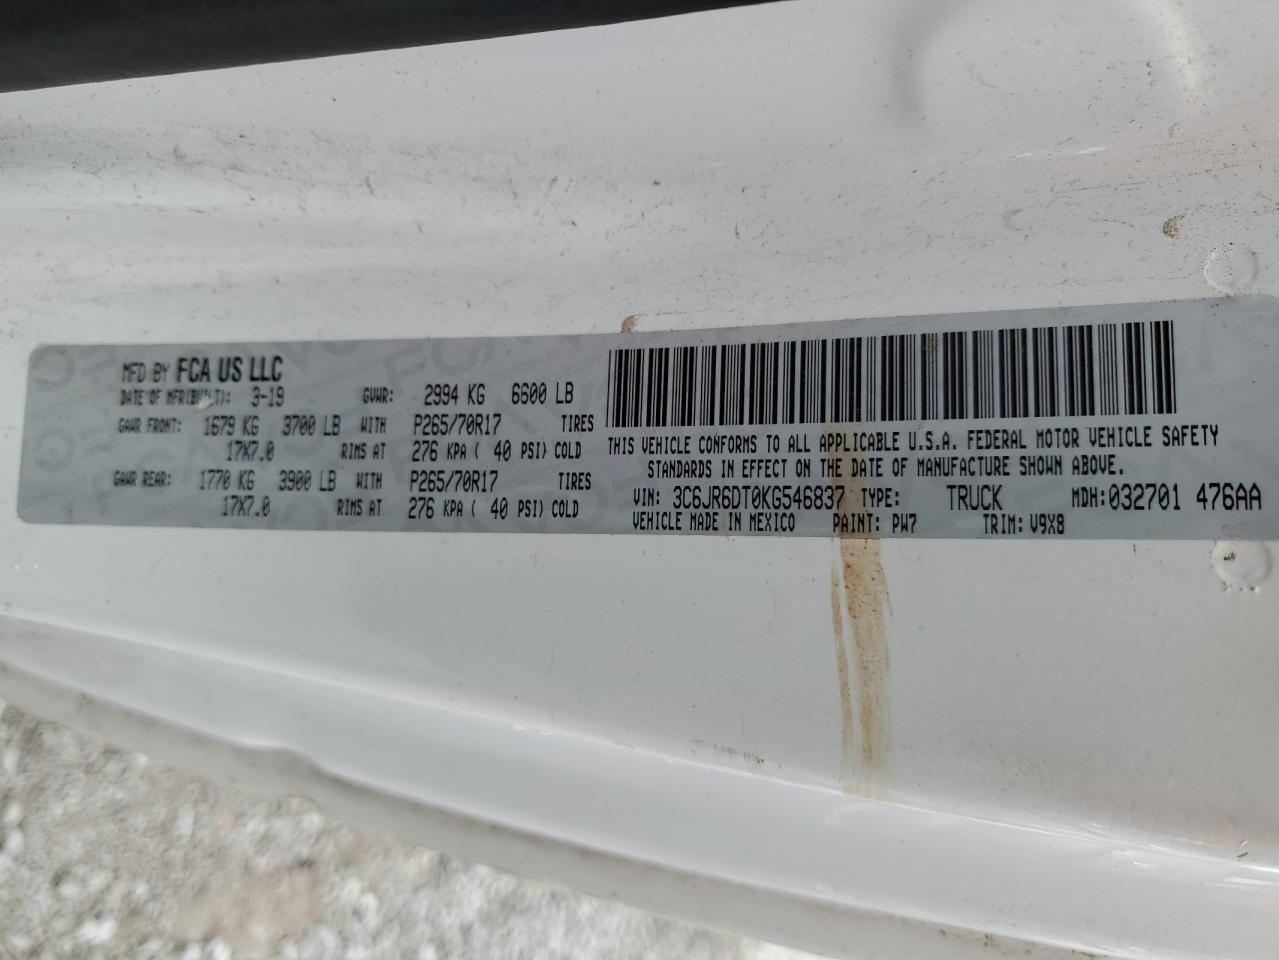 MFD BY FCA US LLC
DATE OF MFR(BUILT): 3-19 GVWR: 2994 KG 6600 LB
GAWR FRONT: 1679 KG 3700 LB WITH P265/70R17 TIRES
17X7.0 RIMS AT 276 KPA ( 40 PSI) COLD
GAWR REAR: 1770 KG 3900 LB WITH P265/70R17 TIRES
17X7.0 RIMS AT 276 KPA ( 40 PSI) COLD
THIS VEHICLE CONFORMS TO ALL APPLICABLE U.S.A. FEDERAL MOTOR VEHICLE SAFETY
STANDARDS IN EFFECT ON THE DATE OF MANUFACTURE SHOWN ABOVE.
VIN: 3C6JR6DT0KG546837 TYPE: TRUCK MDH: 032701 476AA
VEHICLE MADE IN MEXICO PAINT: PW7 TRIM: V9X8